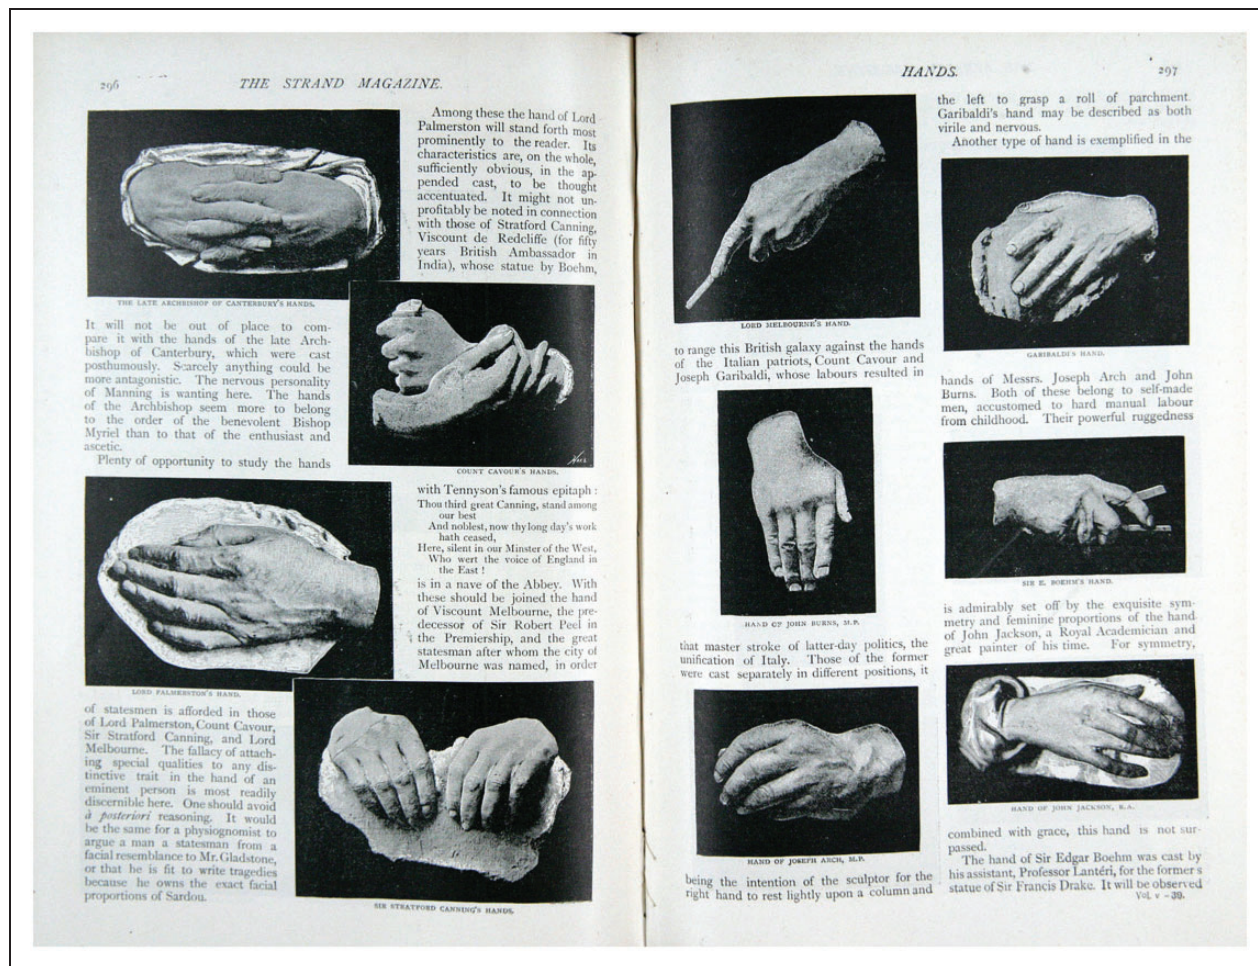 296
THE STRAND MAGAZINE.
THE LATE ARCHBISHOP OF CANTERBURY'S HANDS.
It will not be out of place to com-
pare it with the hands of the late Arch-
bishop of Canterbury, which were cast
posthumously. Scarcely anything could be
more antagonistic. The nervous personality
of Manning is wanting here. The hands
of the Archbishop seem more to belong
to the order of the benevolent Bishop
Myriel than to that of the enthusiast and
ascetic.
Plenty of opportunity to study the hands
LORD PALMERSTON'S HAND.
of statesmen is afforded in those
of Lord Palmerston, Count Cavour,
Sir Stratford Canning, and Lord
Melbourne. The fallacy of attach-
ing special qualities to any dis-
tinctive trait in the hand of an
eminent person is most readily
discernible here. One should avoid
à posteriori reasoning. It would
be the same for a physiognomist to
argue a man a statesman from a
facial resemblance to Mr. Gladstone,
or that he is fit to write tragedies
because he owns the exact facial
proportions of Sardou.
Among these the hand of Lord
Palmerston will stand forth most
prominently to the reader. Its
characteristics are, on the whole,
sufficiently obvious, in the ap-
pended cast, to be thought
accentuated. It might not un-
profitably be noted in connection
with those of Stratford Canning,
Viscount de Redcliffe (for fifty
years British Ambassador in
India), whose statue by Boehm,
COUNT CAVOUR'S HANDS.
with Tennyson's famous epitaph :
Thou third great Canning, stand among
our best
And noblest, now thy long day's work
hath ceased,
Here, silent in our Minster of the West,
Who wert the voice of England in
the East !
is in a nave of the Abbey. With
these should be joined the hand
of Viscount Melbourne, the pre-
decessor of Sir Robert Peel in
the Premiership, and the great
statesman after whom the city of
Melbourne was named, in order
SIR STRATFORD CANNING'S HANDS.
HANDS.
297
LORD MELBOURNE'S HAND.
to range this British galaxy against the hands
of the Italian patriots, Count Cavour and
Joseph Garibaldi, whose labours resulted in
HAND OF JOHN BURNS, M.P.
that master stroke of latter-day politics, the
unification of Italy. Those of the former
were cast separately in different positions, it
HAND OF JOSEPH ARCH, M.P.
being the intention of the sculptor for the
right hand to rest lightly upon a column and
the left to grasp a roll of parchment.
Garibaldi's hand may be described as both
virile and nervous.
Another type of hand is exemplified in the
GARIBALDI'S HAND.
hands of Messrs. Joseph Arch and John
Burns. Both of these belong to self-made
men, accustomed to hard manual labour
from childhood. Their powerful ruggedness
SIR E. BOEHM'S HAND.
is admirably set off by the exquisite sym-
metry and feminine proportions of the hand
of John Jackson, a Royal Academician and
great painter of his time. For symmetry,
HAND OF JOHN JACKSON, R.A.
combined with grace, this hand is not sur-
passed.
The hand of Sir Edgar Boehm was cast by
his assistant, Professor Lantéri, for the former's
statue of Sir Francis Drake. It will be observed
Vol. v -39.